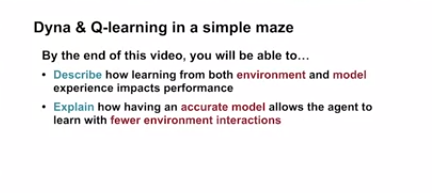 Dyna & Q-learning in a simple maze
By the end of this video, you will be able to...
• Describe how learning from both environment and model
experience impacts performance
• Explain how having an accurate model allows the agent to
learn with fewer environment interactions